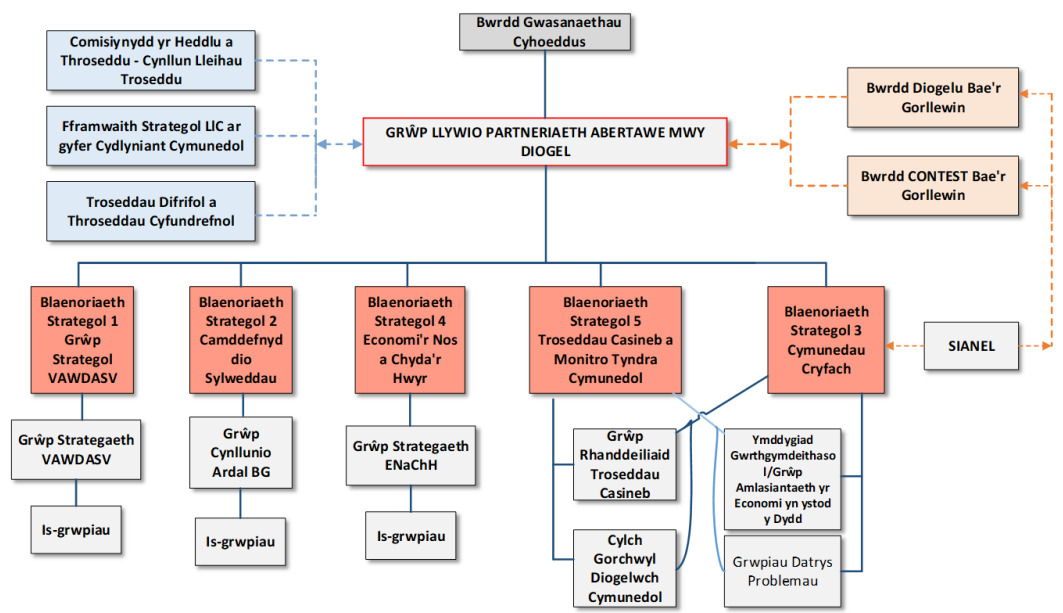 Bwrdd Gwasanaethau
Cyhoeddus
Comisiynydd yr Heddlu a
Throseddu - Cynllun Lleihau
Troseddu
Fframwaith Strategol LlC ar
gyfer Cydlyniant Cymunedol
Troseddau Difrifol a
Throseddau Cyfundrefnol
GRŴP LLYWIO PARTNERIAETH ABERTAWE MWY
DIOGEL
Bwrdd Diogelu Bae'r
Gorllewin
Bwrdd CONTEST Bae'r
Gorllewin
Blaenoriaeth
Strategol 1
Grŵp
Strategol
VAWDASV
Blaenoriaeth
Strategol 2
Camddefnyd
dio
Sylweddau
Blaenoriaeth
Strategol 4
Economi'r Nos
a Chyda'r
Hwyr
Blaenoriaeth
Strategol 5
Troseddau Casineb a
Monitro Tyndra
Cymunedol
Blaenoriaeth
Strategol 3
Cymunedau
Cryfach
SIANEL
Grŵp Strategaeth
VAWDASV
Grŵp
Cynllunio
Ardal BG
Grŵp Strategaeth
ENaChH
Grŵp
Rhanddeiliaid
Troseddau
Casineb
Ymddygiad
Gwrthgymdeithaso
l/Grŵp
Amlasiantaeth yr
Economi yn ystod
y Dydd
Is-grwpiau
Is-grwpiau
Is-grwpiau
Cylch
Gorchwyl
Diogelwch
Cymunedol
Grwpiau Datrys
Problemau